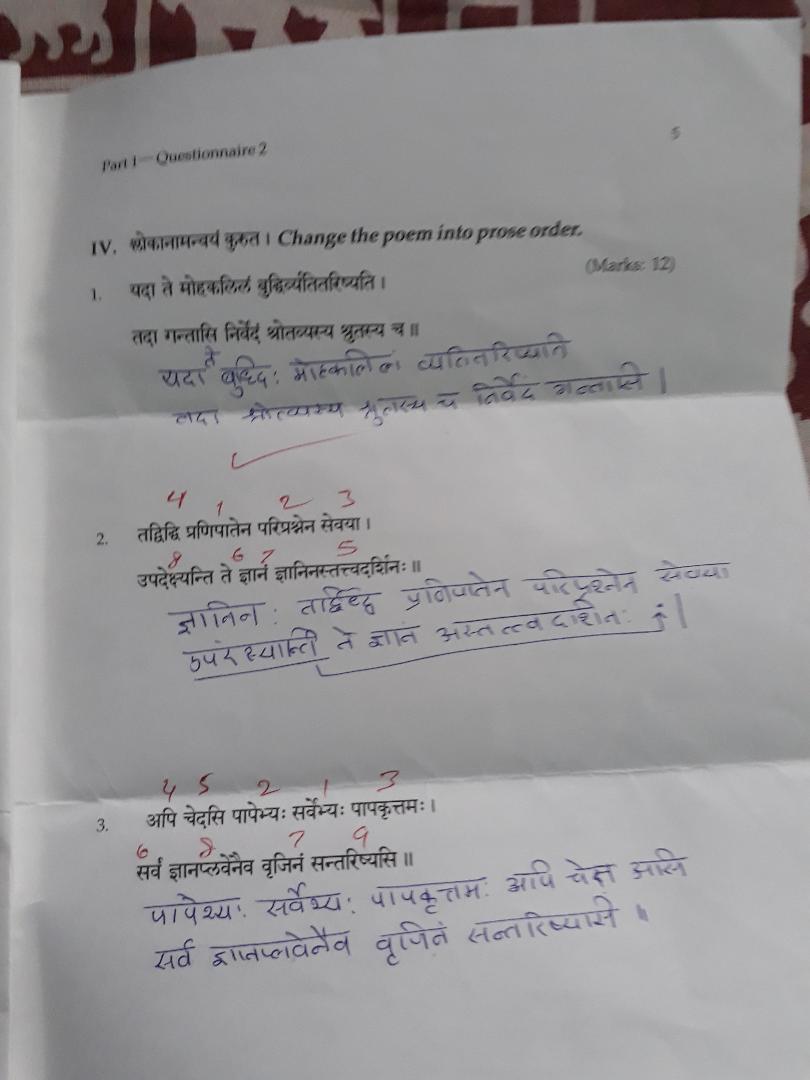 5
Part I—Questionnaire 2
IV. श्लोकानामन्वयं कुरुत । Change the poem into prose order.
(Marks: 12)
1. यदा ते मोहकलिलं बुद्धिर्व्यतितरिष्यति ।
तदा गन्तासि निर्वेदं श्रोतव्यस्य श्रुतस्य च ॥
ते
यदा बुध्दिः मोहकलिलं व्यतितरिष्यति
तदा श्रोतव्यस्य श्रुतस्य च निर्वेदं गन्तासि |
4 1 2 3
2. तद्विद्धि प्रणिपातेन परिप्रश्नेन सेवया ।
8 6 7 5
उपदेक्ष्यन्ति ते ज्ञानं ज्ञानिनस्तत्त्वदर्शिनः ॥
ज्ञानिन : तद्विध्दि प्रणिपातेन परिप्रश्नेन सेवया
ते ज्ञानं अस्तत्त्वदर्शिन:
4 5 2 1 3
3. अपि चेदसि पापेभ्यः सर्वेभ्यः पापकृत्तमः ।
6 8 7 9
सर्वं ज्ञानप्लवेनैव वृजिनं सन्तरिष्यसि ॥
पापेभ्य: सर्वेभ्य: पापकृत्तम: अपि असि
सर्व ज्ञानप्लवेनैव वृजिनं सन्तरिष्यसि ॥